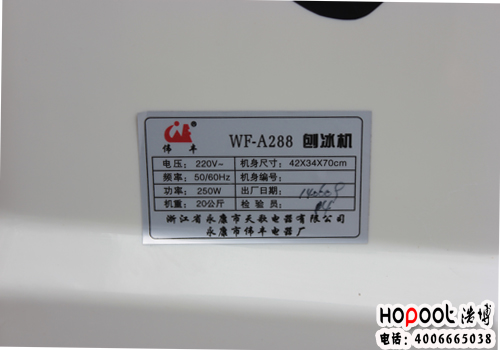 伟丰 WF-A288 刨冰机
电压: 220V~ 机身尺寸: 42X34X70cm
频率: 50/60Hz 机身编号:
功率: 250W 出厂日期:
机重: 20公斤 检验员:
浙江省永康市天歌电器有限公司
永康市伟丰电器厂
HOPOOL 浩博
电话: 4006665038